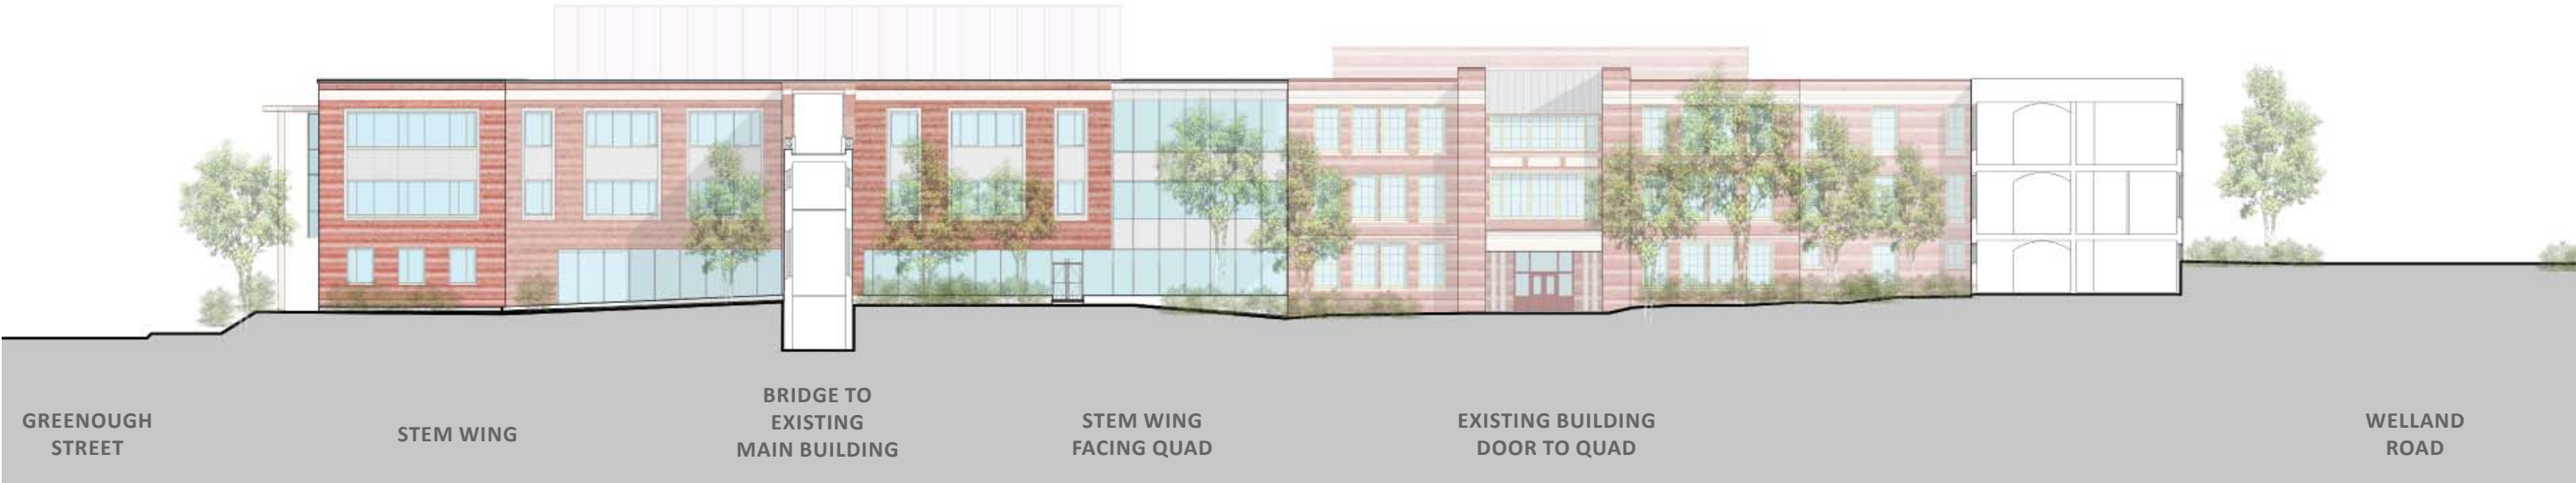 GREENOUGH
STREET
STEM WING
BRIDGE TO
EXISTING
MAIN BUILDING
STEM WING
FACING QUAD
EXISTING BUILDING
DOOR TO QUAD
WELLAND
ROAD